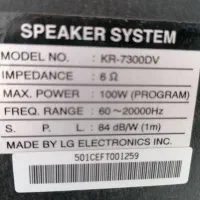 SPEAKER SYSTEM
MODEL NO. : KR-7300DV
IMPEDANCE : 6 Ω
MAX. POWER : 100W (PROGRAM)
FREQ. RANGE : 60 ~ 20000Hz
S. P. L. : 84 dB/W (1m)
MADE BY LG ELECTRONICS INC.
501CEFT001259